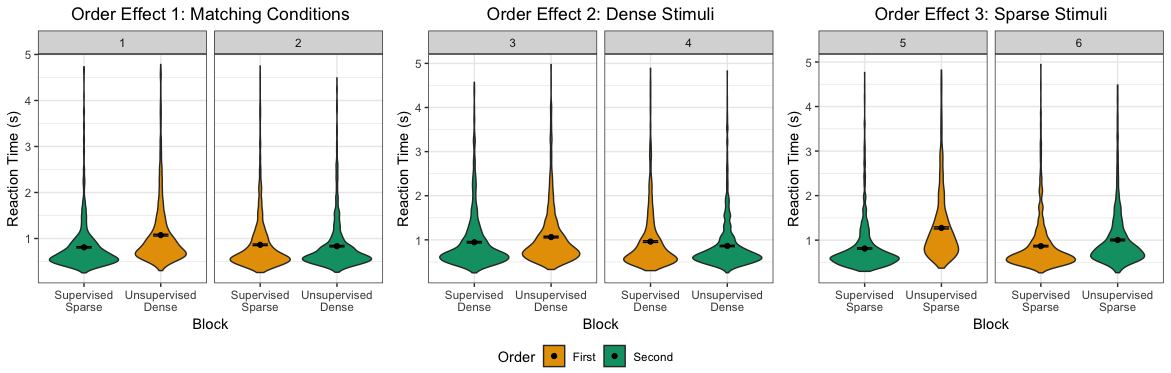 Order Effect 1: Matching Conditions
1
2
Reaction Time (s)
5
4
3
2
1
Supervised
Sparse
Unsupervised
Dense
Supervised
Sparse
Unsupervised
Dense
Block
Order Effect 2: Dense Stimuli
3
4
Reaction Time (s)
5
4
3
2
1
Supervised
Dense
Unsupervised
Dense
Supervised
Dense
Unsupervised
Dense
Block
Order Effect 3: Sparse Stimuli
5
6
Reaction Time (s)
5
4
3
2
1
Supervised
Sparse
Unsupervised
Sparse
Supervised
Sparse
Unsupervised
Sparse
Block
Order First Second